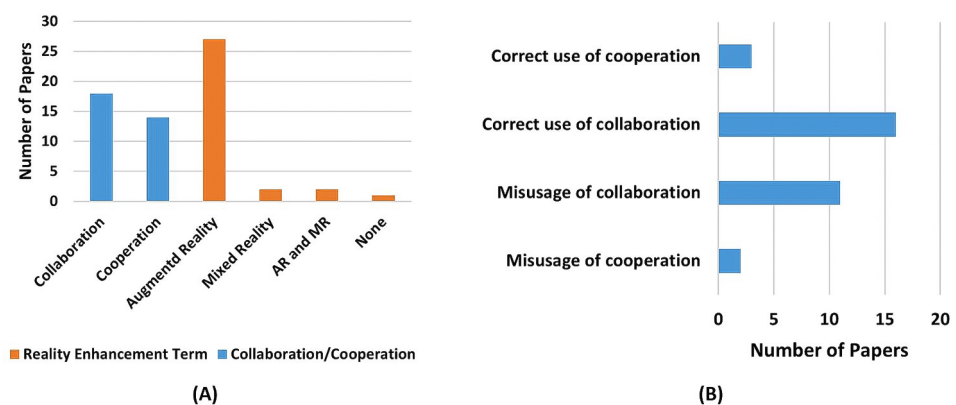 30
25
20
15
10
5
0
Number of Papers
Collaboration
Cooperation
Augmentd Reality
Mixed Reality
AR and MR
None
Reality Enhancement Term
Collaboration/Cooperation
(A)
Correct use of cooperation
Correct use of collaboration
Misusage of collaboration
Misusage of cooperation
0 5 10 15 20
Number of Papers
(B)